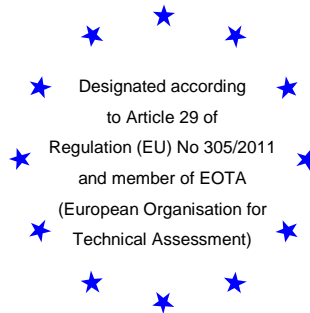 Designated according
to Article 29 of
Regulation (EU) No 305/2011
and member of EOTA
(European Organisation for
Technical Assessment)